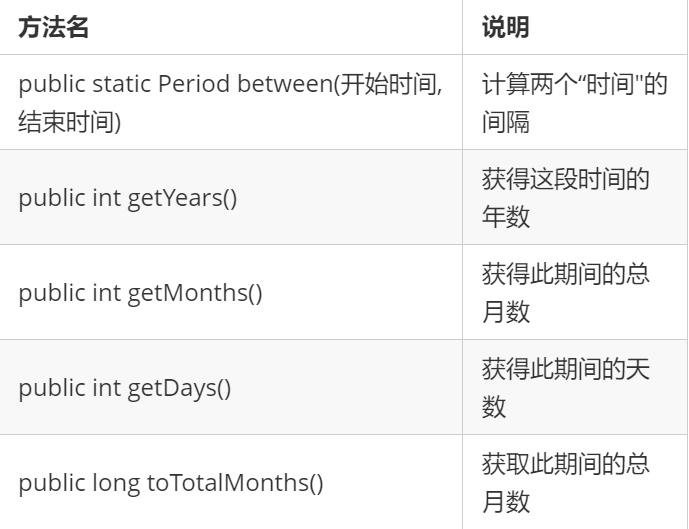 方法名 说明
public static Period between(开始时间, 计算两个“时间"的
结束时间) 间隔
public int getYears() 获得这段时间的
年数
public int getMonths() 获得此期间的总
月数
public int getDays() 获得此期间的天
数
public long toTotalMonths() 获取此期间的总
月数